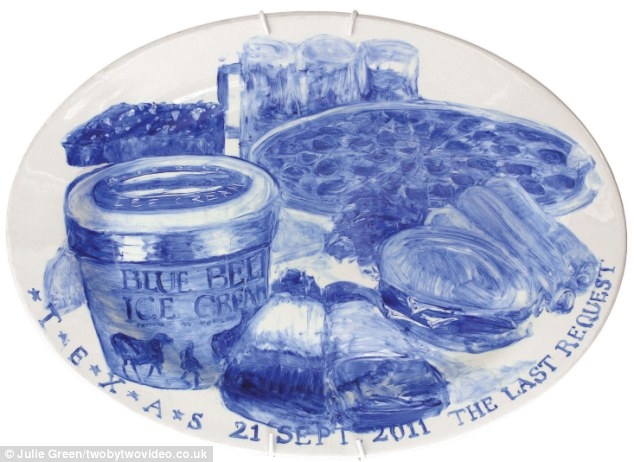 BLUE BELL
ICE CREAM
*T*E*X*A*S 21 SEPT 2011 THE LAST REQUEST
© Julie Green/twobytwovideo.co.uk